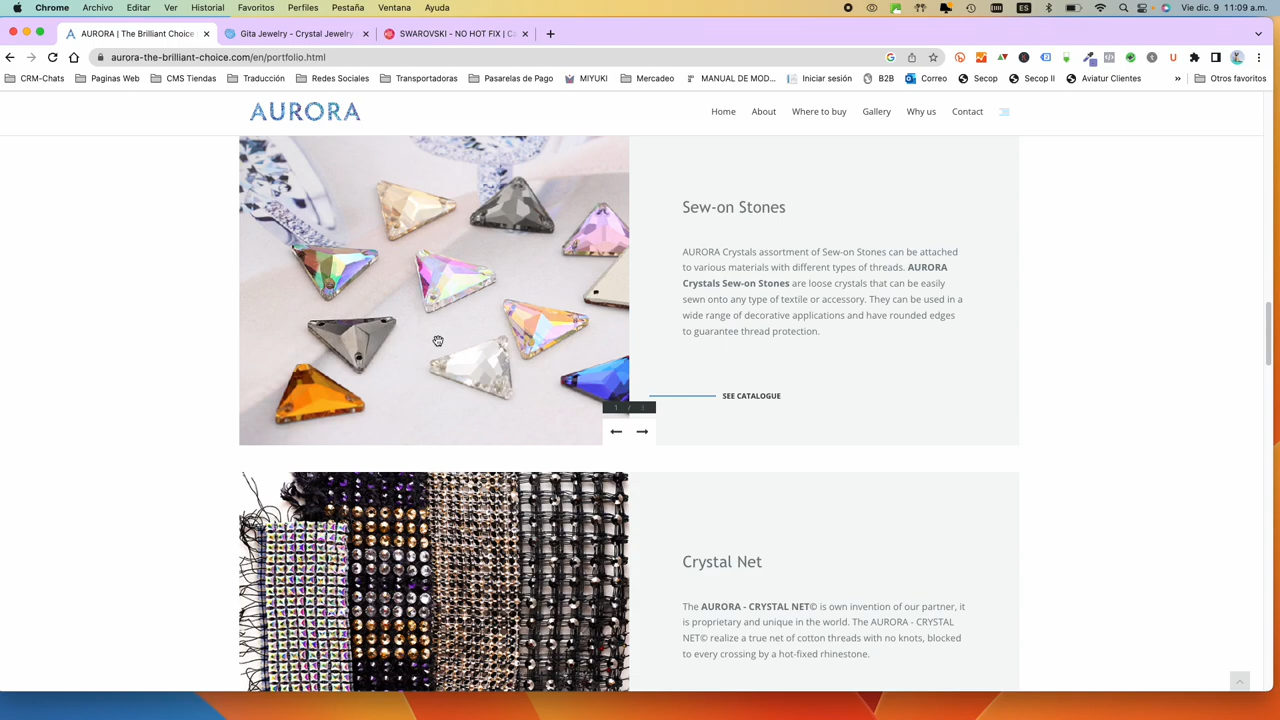 Chrome Archivo Editar Ver Historial Favoritos Perfiles Pestaña Ventana Ayuda ES Vie dic. 9 11:09 a.m.
AURORA | The Brilliant Choice Gita Jewelry - Crystal Jewelry SWAROVSKI - NO HOT FIX | Ca
aurora-the-brilliant-choice.com/en/portfolio.html
CRM-Chats Paginas Web CMS Tiendas Traducción Redes Sociales Transportadoras Pasarelas de Pago MIYUKI Mercadeo MANUAL DE MOD... Iniciar sesión B2B Correo Secop Secop II Aviatur Clientes » Otros favoritos
AURORA Home About Where to buy Gallery Why us Contact
Sew-on Stones
AURORA Crystals assortment of Sew-on Stones can be attached
to various materials with different types of threads. AURORA
Crystals Sew-on Stones are loose crystals that can be easily
sewn onto any type of textile or accessory. They can be used in a
wide range of decorative applications and have rounded edges
to guarantee thread protection.
SEE CATALOGUE
Crystal Net
The AURORA - CRYSTAL NET© is own invention of our partner, it
is proprietary and unique in the world. The AURORA - CRYSTAL
NET© realize a true net of cotton threads with no knots, blocked
to every crossing by a hot-fixed rhinestone.